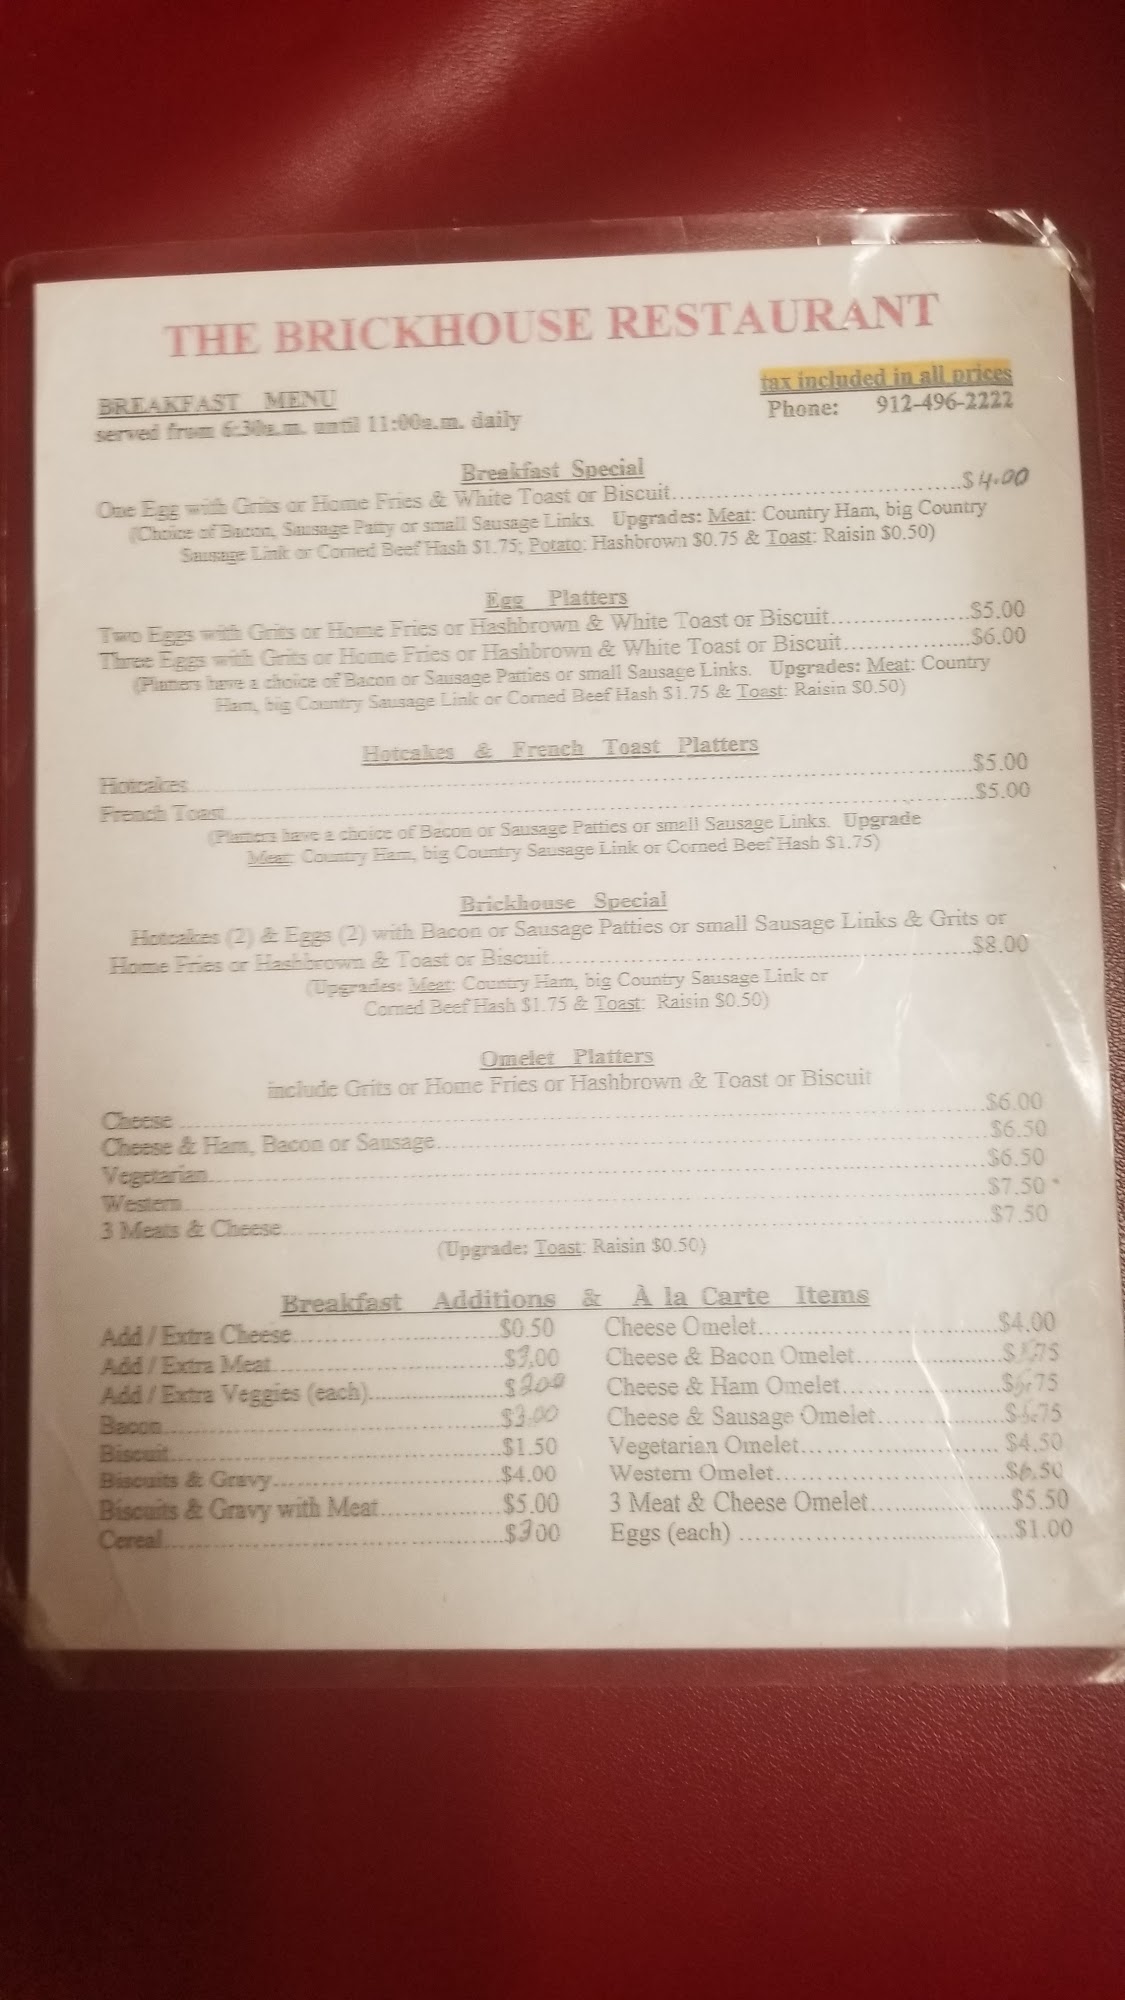 THE BRICKHOUSE RESTAURANT
tax included in all prices
BREAKFAST MENU
Phone: 912-496-2222
served from 6:30a.m. until 11:00a.m. daily
Breakfast Special
One Egg with Grits or Home Fries & White Toast or Biscuit $4.00
(Choice of Bacon, Sausage Patty or small Sausage Links. Upgrades: Meat: Country Ham, big Country
Sausage Link or Corned Beef Hash $1.75; Potato: Hashbrown $0.75 & Toast: Raisin $0.50)
Egg Platters
Two Eggs with Grits or Home Fries or Hashbrown & White Toast or Biscuit $5.00
Three Eggs with Grits or Home Fries or Hashbrown & White Toast or Biscuit $6.00
(Platters have a choice of Bacon or Sausage Patties or small Sausage Links. Upgrades: Meat: Country
Ham, big Country Sausage Link or Corned Beef Hash $1.75 & Toast: Raisin $0.50)
Hotcakes & French Toast Platters
Hotcakes $5.00
French Toast $5.00
(Platters have a choice of Bacon or Sausage Patties or small Sausage Links. Upgrade
Meat: Country Ham, big Country Sausage Link or Corned Beef Hash $1.75)
Brickhouse Special
Hotcakes (2) & Eggs (2) with Bacon or Sausage Patties or small Sausage Links & Grits or
Home Fries or Hashbrown & Toast or Biscuit $8.00
(Upgrades: Meat: Country Ham, big Country Sausage Link or
Corned Beef Hash $1.75 & Toast: Raisin $0.50)
Omelet Platters
include Grits or Home Fries or Hashbrown & Toast or Biscuit
Cheese $6.00
Cheese & Ham, Bacon or Sausage $6.50
Vegetarian $6.50
Western $7.50
3 Meats & Cheese $7.50
(Upgrade: Toast: Raisin $0.50)
Breakfast Additions & À la Carte Items
Add / Extra Cheese $0.50 Cheese Omelet $4.00
Add / Extra Meat $3.00 Cheese & Bacon Omelet
Add / Extra Veggies (each) $2.00 Cheese & Ham Omelet
Bacon $3.00 Cheese & Sausage Omelet
Biscuit $1.50 Vegetarian Omelet $4.50
Biscuits & Gravy $4.00 Western Omelet $6.50
Biscuits & Gravy with Meat $5.00 3 Meat & Cheese Omelet $5.50
Cereal $3.00 Eggs (each) $1.00